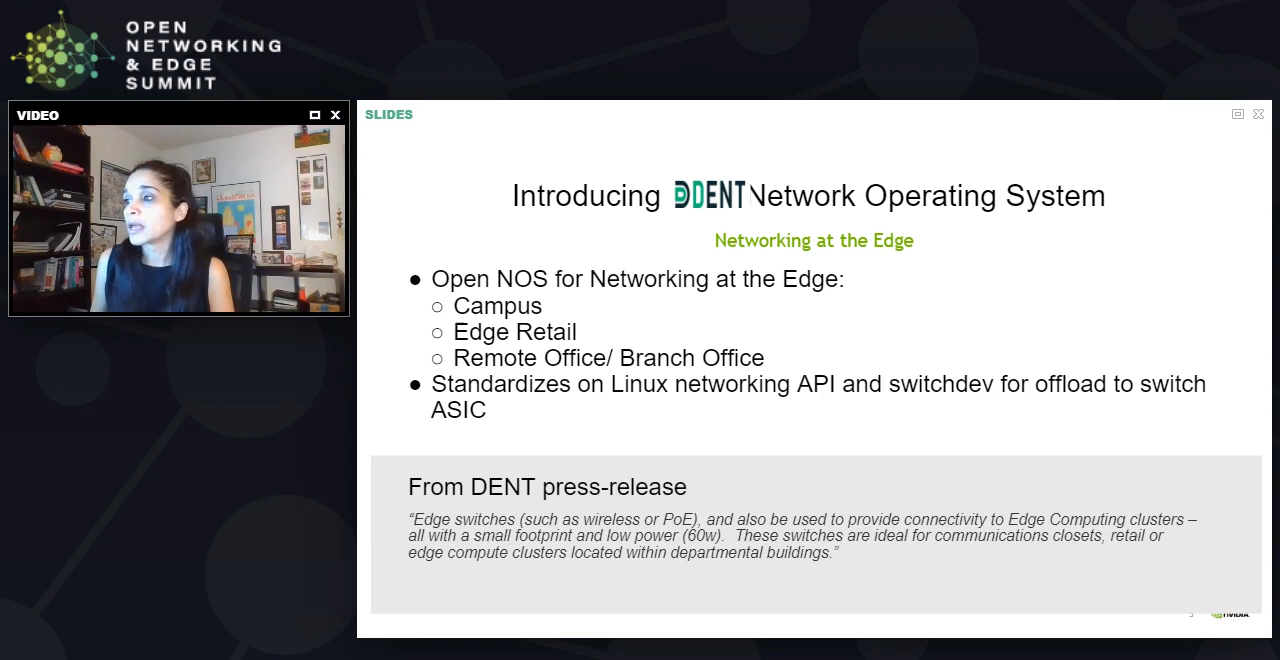 OPEN
NETWORKING
& EDGE
SUMMIT
VIDEO
SLIDES
Introducing DENT Network Operating System
Networking at the Edge
● Open NOS for Networking at the Edge:
○ Campus
○ Edge Retail
○ Remote Office/ Branch Office
● Standardizes on Linux networking API and switchdev for offload to switch
ASIC
From DENT press-release
“Edge switches (such as wireless or PoE), and also be used to provide connectivity to Edge Computing clusters –
all with a small footprint and low power (60w).  These switches are ideal for communications closets, retail or
edge compute clusters located within departmental buildings.”
NVIDIA